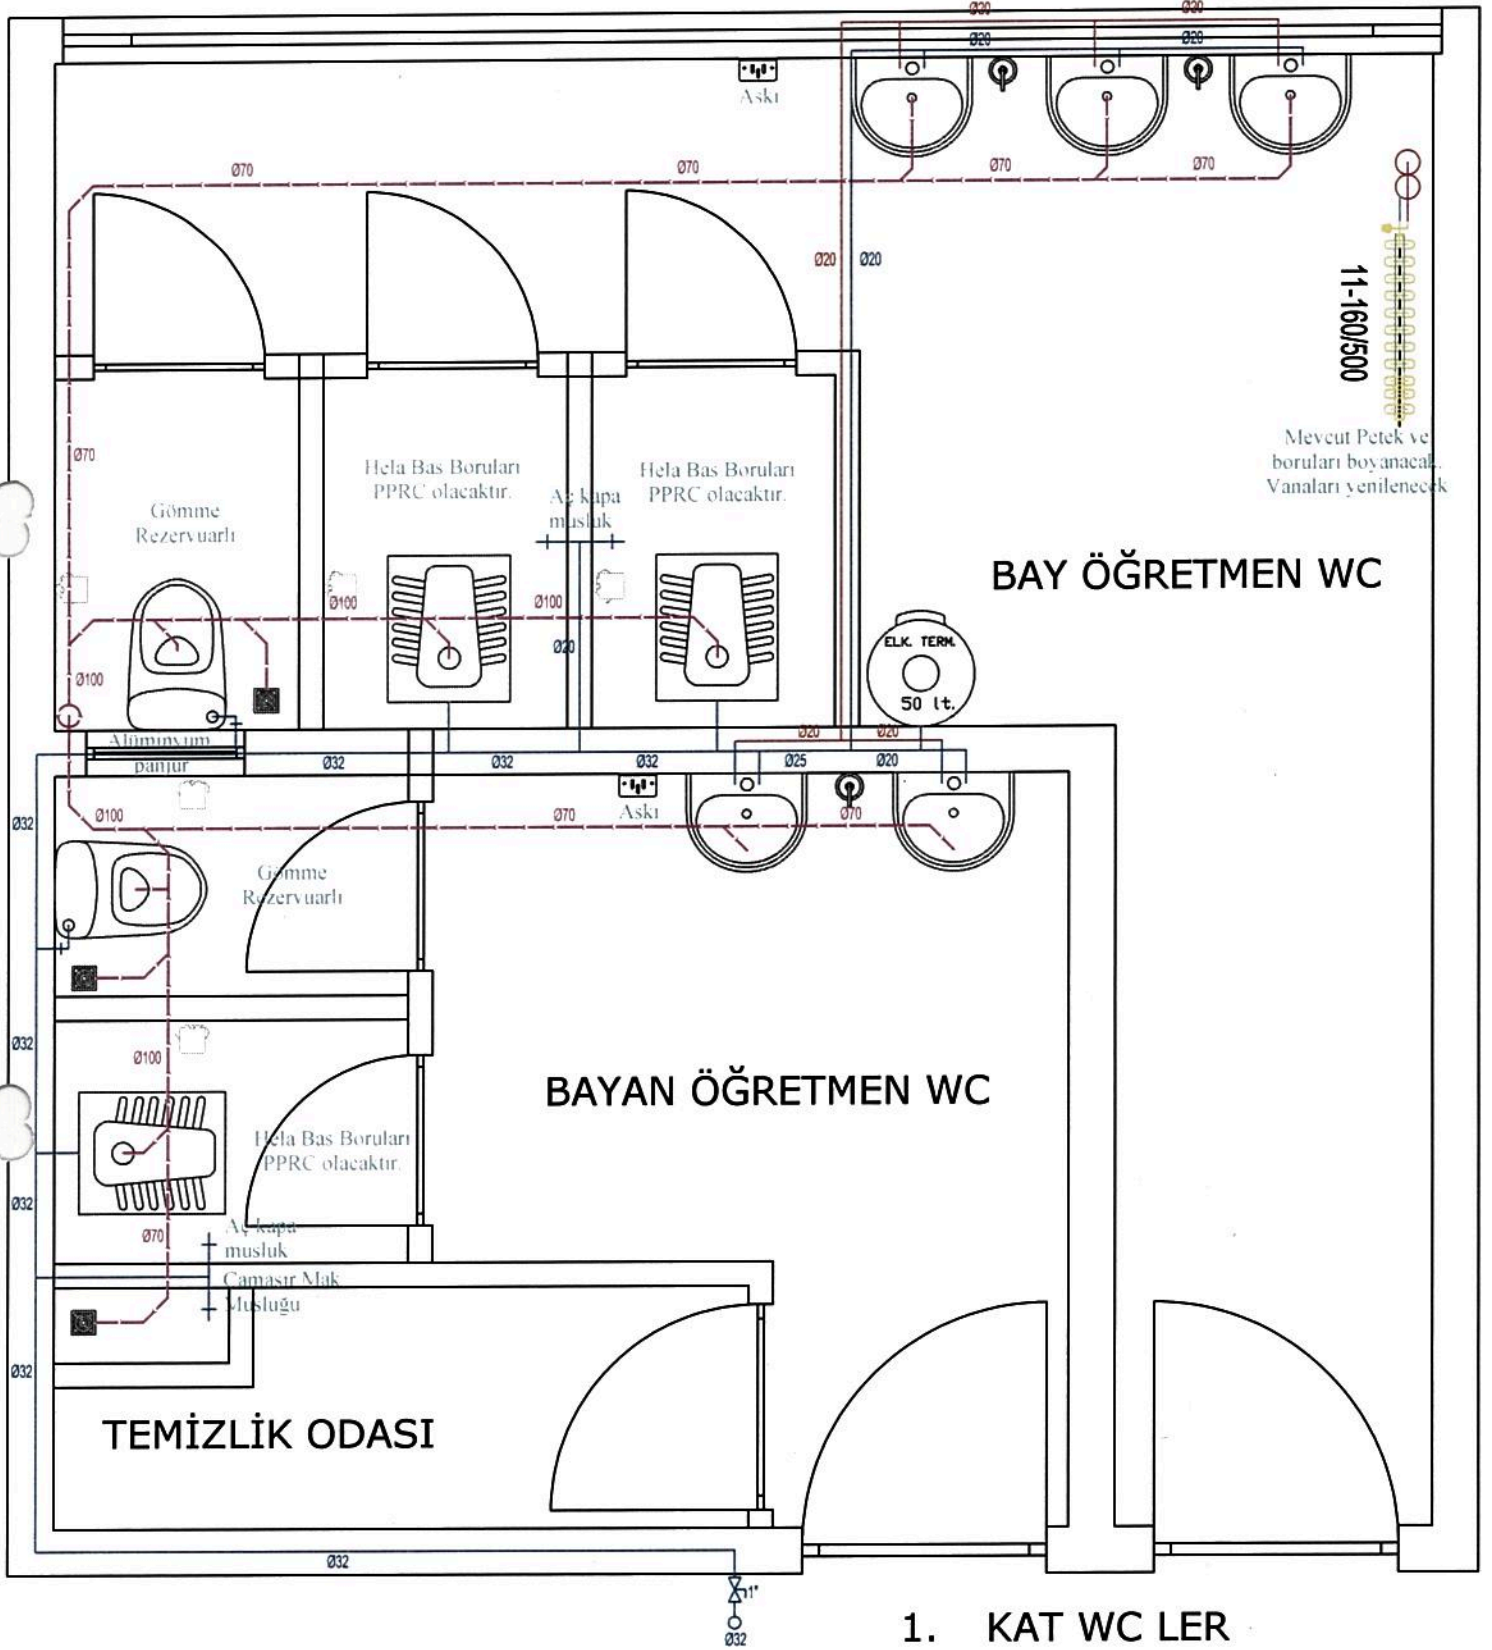 Ø20
Ø20
Ø20
Ø20
Askı
Ø70
Ø70
Ø70
Ø70
Ø20
Ø20
11-160/500
Mevcut Petek ve
boruları boyanacak.
Vanaları yenilenecek
Ø70
Gömme
Rezervuarlı
Hela Bas Boruları
PPRC olacaktır.
Aç kapa
musluk
Hela Bas Boruları
PPRC olacaktır.
BAY ÖĞRETMEN WC
Ø100
Ø100
Ø20
ELK. TERM.
50 lt.
Ø100
Alüminyum
panjur
Ø32
Ø32
Ø32
Ø20
Ø20
Ø25
Ø20
Askı
Ø32
Ø100
Ø70
Ø70
Gömme
Rezervuarlı
Ø32
Ø100
BAYAN ÖĞRETMEN WC
Hela Bas Boruları
PPRC olacaktır.
Ø32
Ø70
Aç kapa
musluk
Camasır Mak
Musluğu
Ø32
TEMİZLİK ODASI
Ø32
1"
Ø32
1. KAT WC LER